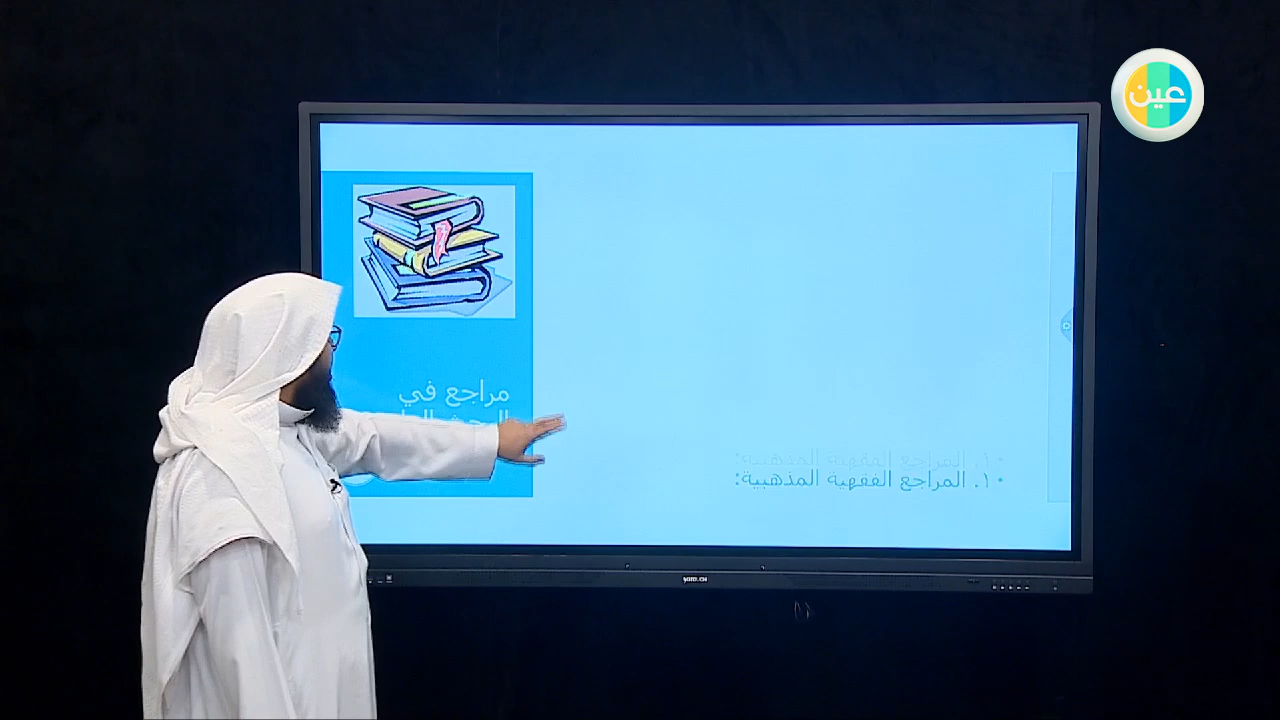 عين
١. المراجع الفقهية المذهبية:
مراجع في